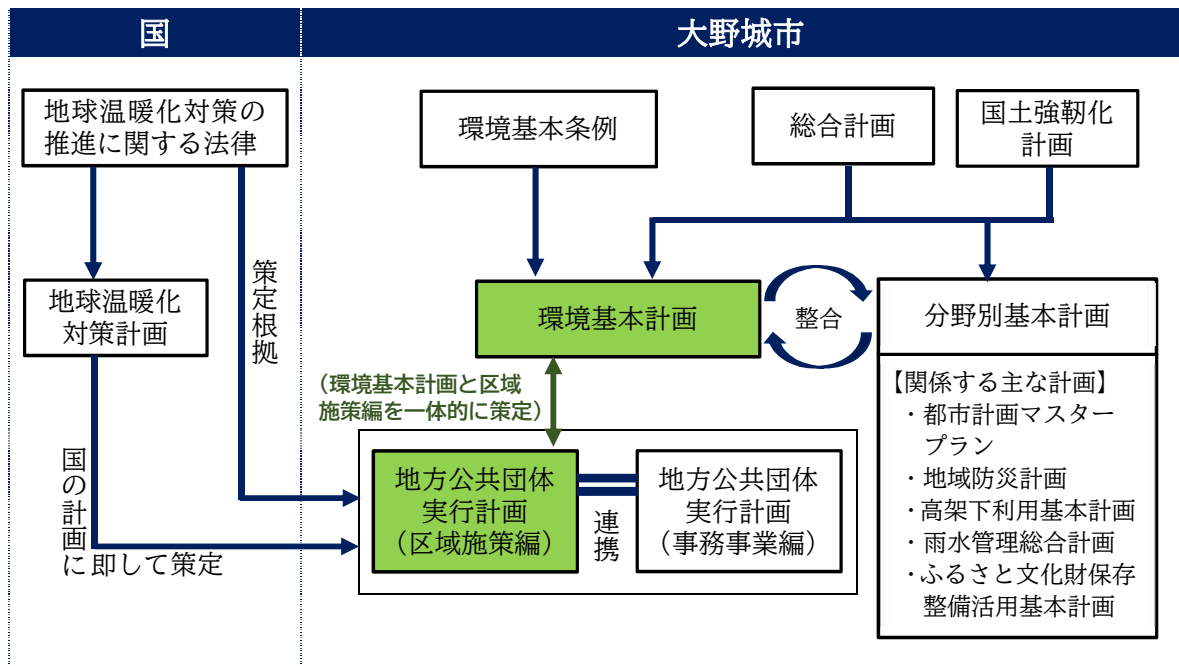 国
大野城市
地球温暖化対策の
推進に関する法律
環境基本条例
総合計画
国土強靭化
計画
策定根拠
地球温暖化
対策計画
環境基本計画
整合
分野別基本計画
(環境基本計画と区域
施策編を一体的に策定)
【関係する主な計画】
・都市計画マスター
プラン
・地域防災計画
・高架下利用基本計画
・雨水管理総合計画
・ふるさと文化財保存
整備活用基本計画
地方公共団体
実行計画
(区域施策編)
連携
地方公共団体
実行計画
(事務事業編)
国の計画に即して策定